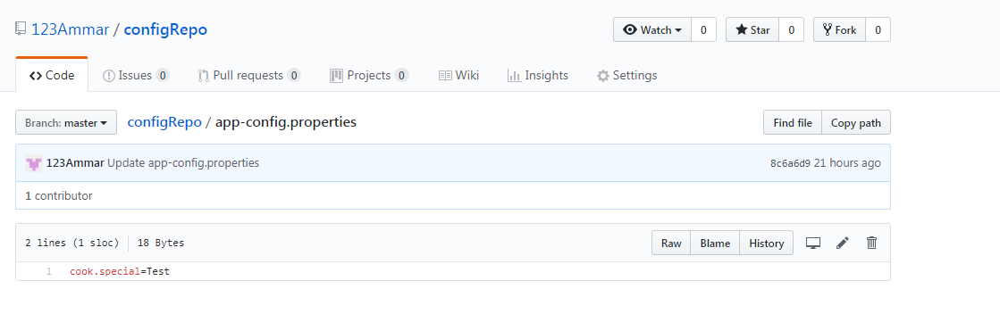 123Ammar / configRepo
Watch 0 Star 0 Fork 0
Code Issues 0 Pull requests 0 Projects 0 Wiki Insights Settings
Branch: master configRepo / app-config.properties Find file Copy path
123Ammar Update app-config.properties 8c6a6d9 21 hours ago
1 contributor
2 lines (1 sloc) 18 Bytes Raw Blame History
1 cook.special=Test